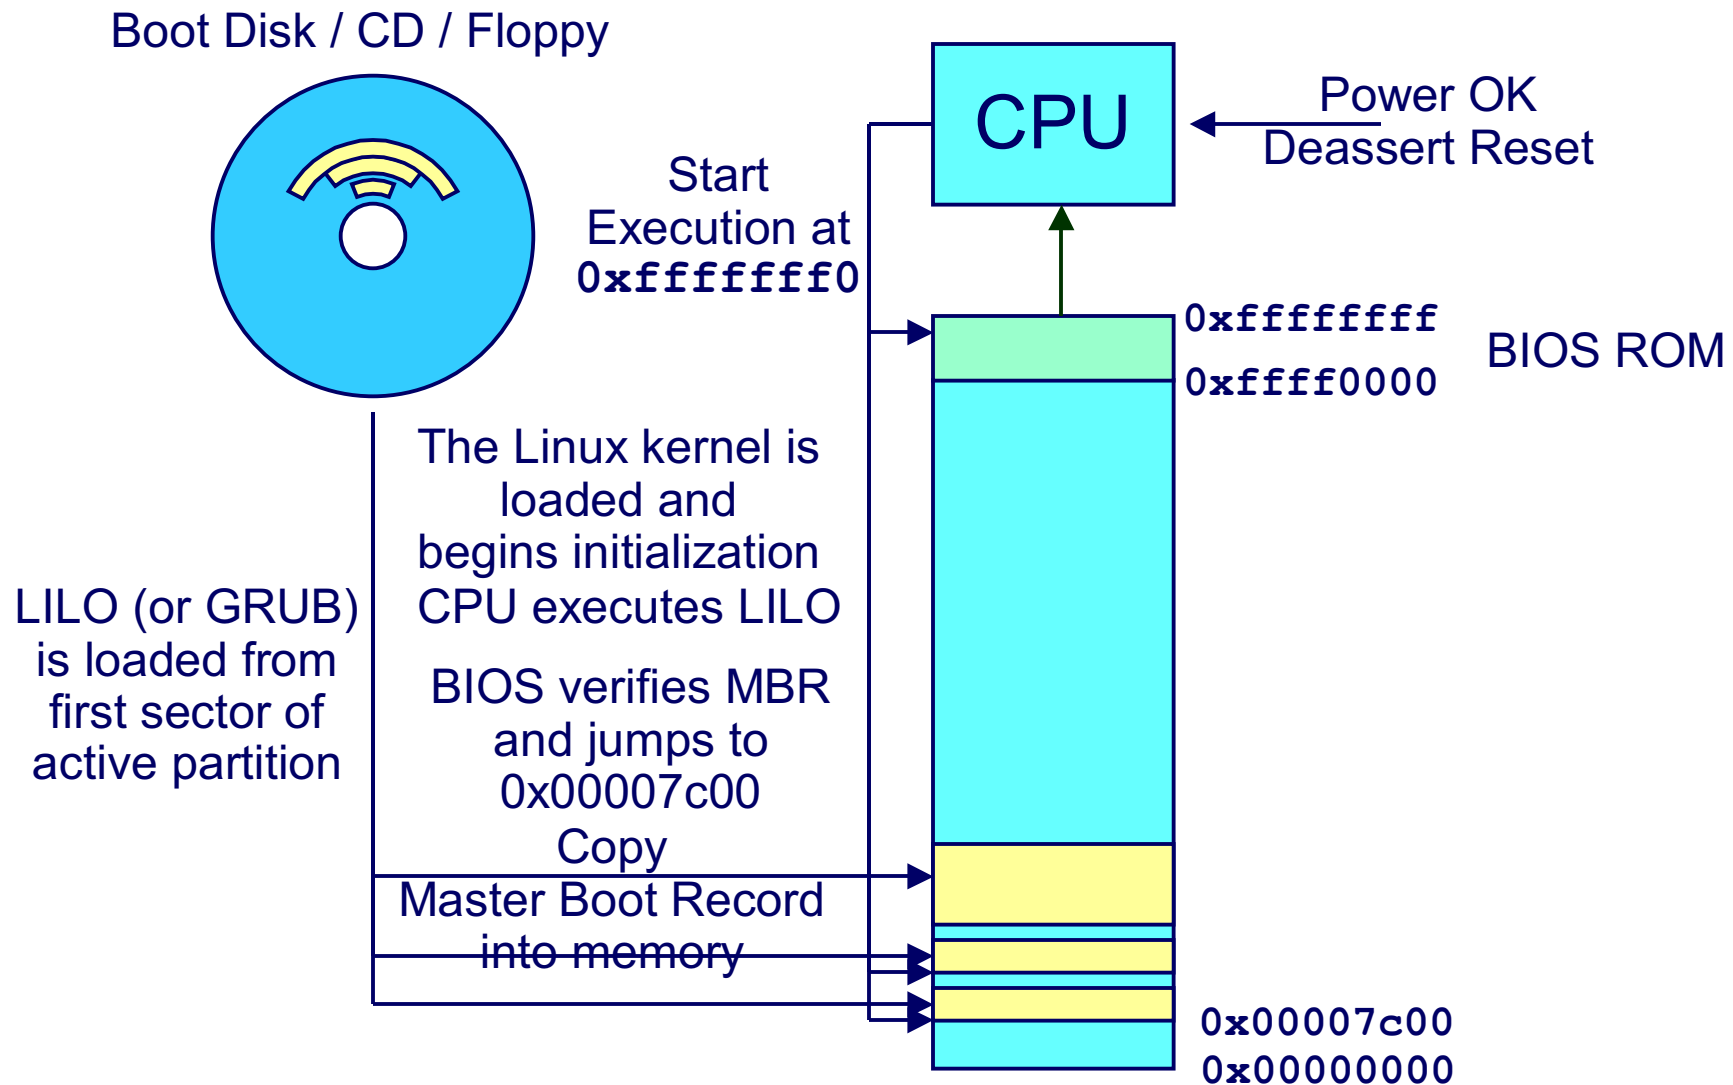 Boot Disk / CD / Floppy
CPU
Power OK
Deassert Reset
Start
Execution at
0xfffffff0
0xffffffff
0xffff0000
BIOS ROM
The Linux kernel is
loaded and
begins initialization
CPU executes LILO
LILO (or GRUB)
is loaded from
first sector of
active partition
BIOS verifies MBR
and jumps to
0x00007c00
Copy
Master Boot Record
into memory
0x00007c00
0x00000000